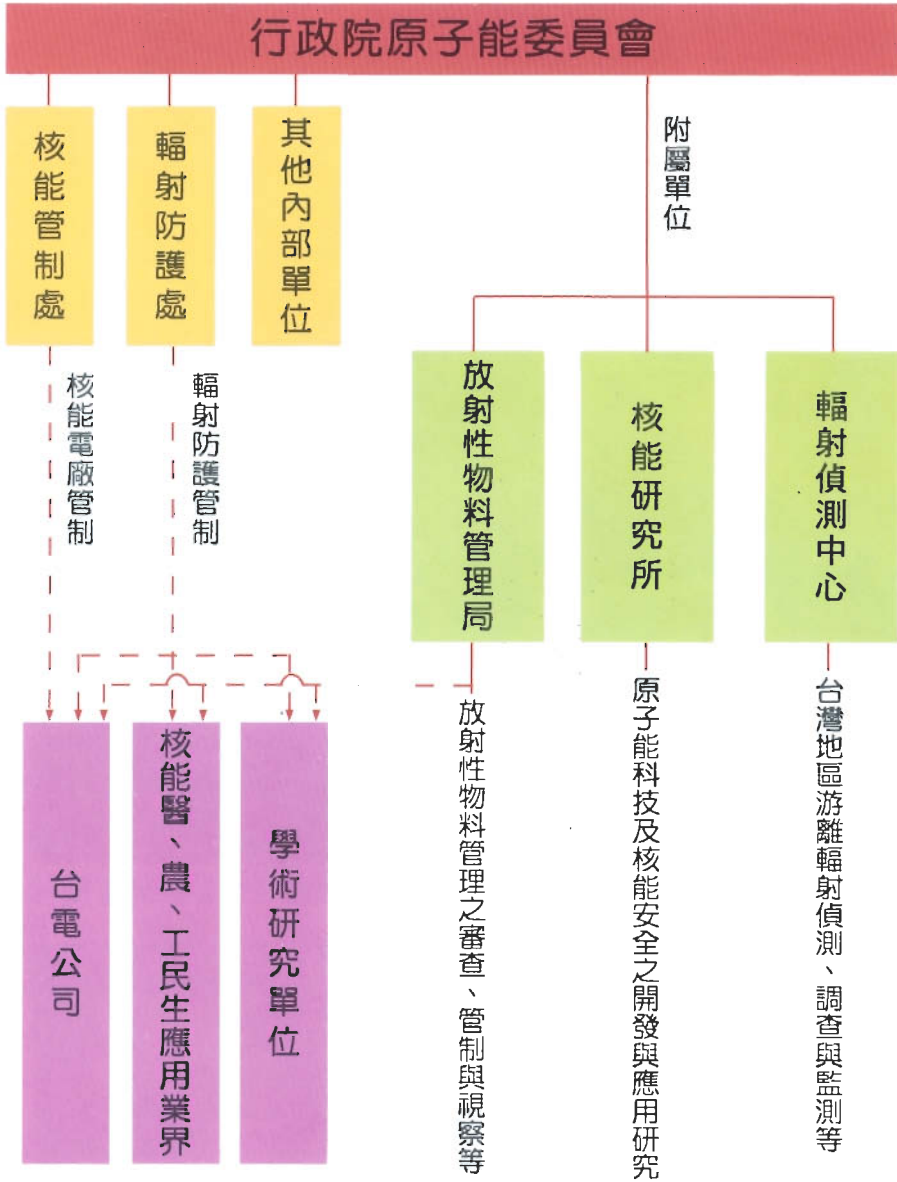 行政院原子能委員會
核能管制處
輻射防護處
其他內部單位
附屬單位
核能電廠管制
輻射防護管制
放射性物料管理局
核能研究所
輻射偵測中心
台電公司
核能醫、農、工民生應用業界
學術研究單位
放射性物料管理之審查、管制與視察等
原子能科技及核能安全之開發與應用研究
台灣地區游離輻射偵測、調查與監測等